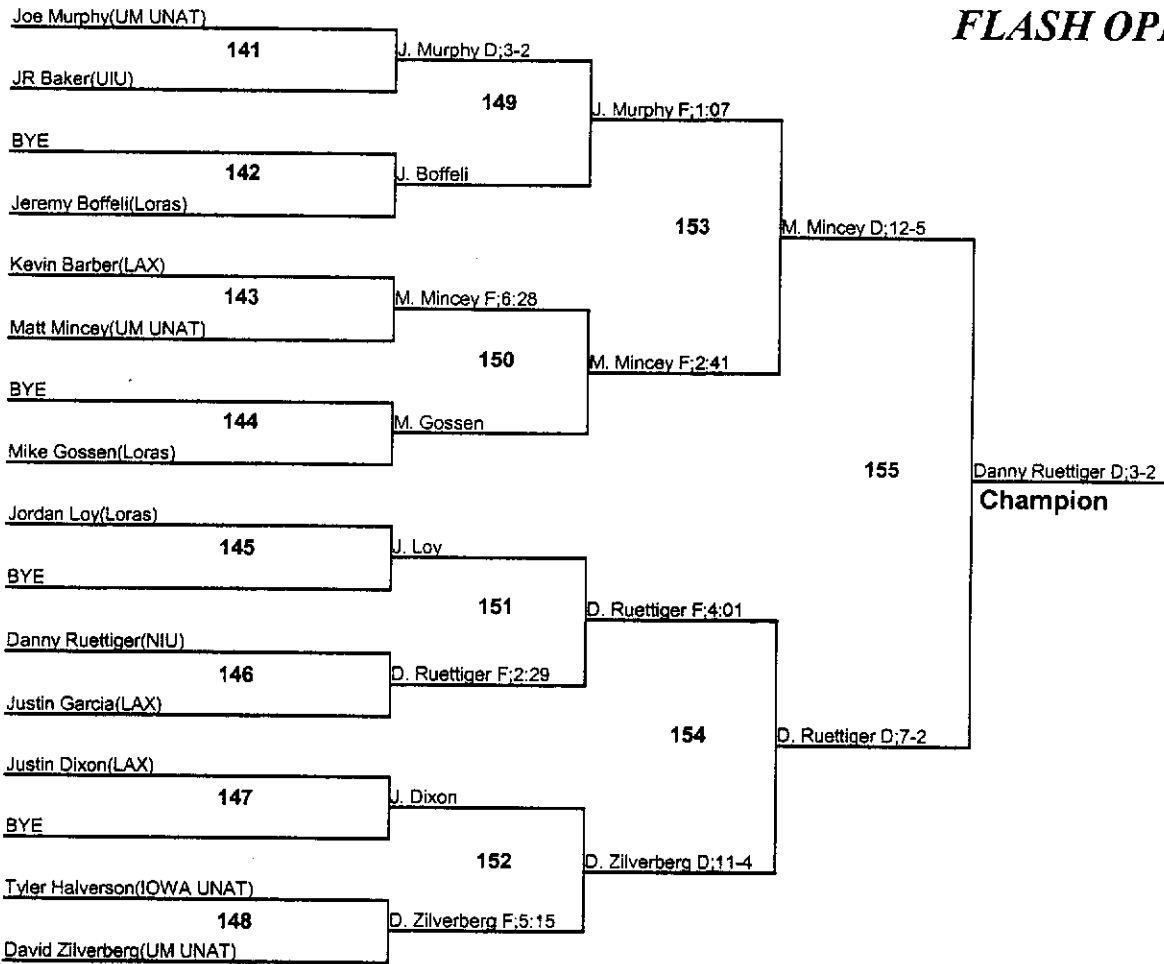 FLASH OP
Joe Murphy(UM UNAT)
141
JR Baker(UIU)
J. Murphy D;3-2
149
BYE
142
Jeremy Boffeli(Loras)
J. Boffeli
J. Murphy F;1:07
153
Kevin Barber(LAX)
143
Matt Mincey(UM UNAT)
M. Mincey F;6:28
150
BYE
144
Mike Gossen(Loras)
M. Gossen
M. Mincey F;2:41
M. Mincey D;12-5
155
Jordan Loy(Loras)
145
BYE
J. Loy
151
Danny Ruettiger(NIU)
146
Justin Garcia(LAX)
D. Ruettiger F;2:29
D. Ruettiger F;4:01
154
Justin Dixon(LAX)
147
BYE
J. Dixon
152
Tyler Halverson(IOWA UNAT)
148
David Zilverberg(UM UNAT)
D. Zilverberg F;5:15
D. Zilverberg D;11-4
D. Ruettiger D;7-2
Danny Ruettiger D;3-2
Champion